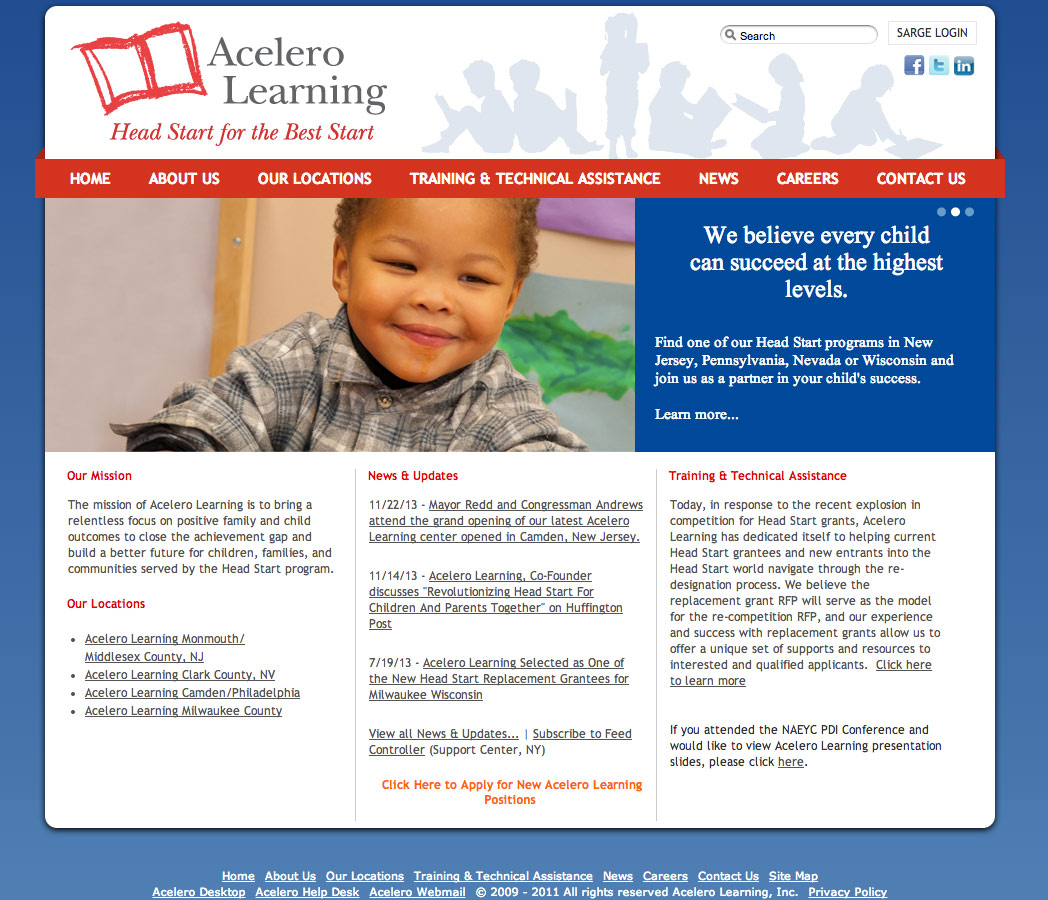 Acelero
Learning
Head Start for the Best Start
Search
SARGE LOGIN
HOME ABOUT US OUR LOCATIONS TRAINING & TECHNICAL ASSISTANCE NEWS CAREERS CONTACT US
We believe every child
can succeed at the highest
levels.
Find one of our Head Start programs in New
Jersey, Pennsylvania, Nevada or Wisconsin and
join us as a partner in your child's success.
Learn more...
Our Mission
The mission of Acelero Learning is to bring a
relentless focus on positive family and child
outcomes to close the achievement gap and
build a better future for children, families, and
communities served by the Head Start program.
Our Locations
• Acelero Learning Monmouth/
Middlesex County, NJ
• Acelero Learning Clark County, NV
• Acelero Learning Camden/Philadelphia
• Acelero Learning Milwaukee County
News & Updates
11/22/13 - Mayor Redd and Congressman Andrews
attend the grand opening of our latest Acelero
Learning center opened in Camden, New Jersey.
11/14/13 - Acelero Learning, Co-Founder
discusses "Revolutionizing Head Start For
Children And Parents Together" on Huffington
Post
7/19/13 - Acelero Learning Selected as One of
the New Head Start Replacement Grantees for
Milwaukee Wisconsin
View all News & Updates... | Subscribe to Feed
Controller (Support Center, NY)
Click Here to Apply for New Acelero Learning
Positions
Training & Technical Assistance
Today, in response to the recent explosion in
competition for Head Start grants, Acelero
Learning has dedicated itself to helping current
Head Start grantees and new entrants into the
Head Start world navigate through the re-
designation process. We believe the
replacement grant RFP will serve as the model
for the re-competition RFP, and our experience
and success with replacement grants allow us to
offer a unique set of supports and resources to
interested and qualified applicants. Click here
to learn more
If you attended the NAEYC PDI Conference and
would like to view Acelero Learning presentation
slides, please click here.
Home About Us Our Locations Training & Technical Assistance News Careers Contact Us Site Map
Acelero Desktop Acelero Help Desk Acelero Webmail © 2009 - 2011 All rights reserved Acelero Learning, Inc. Privacy Policy